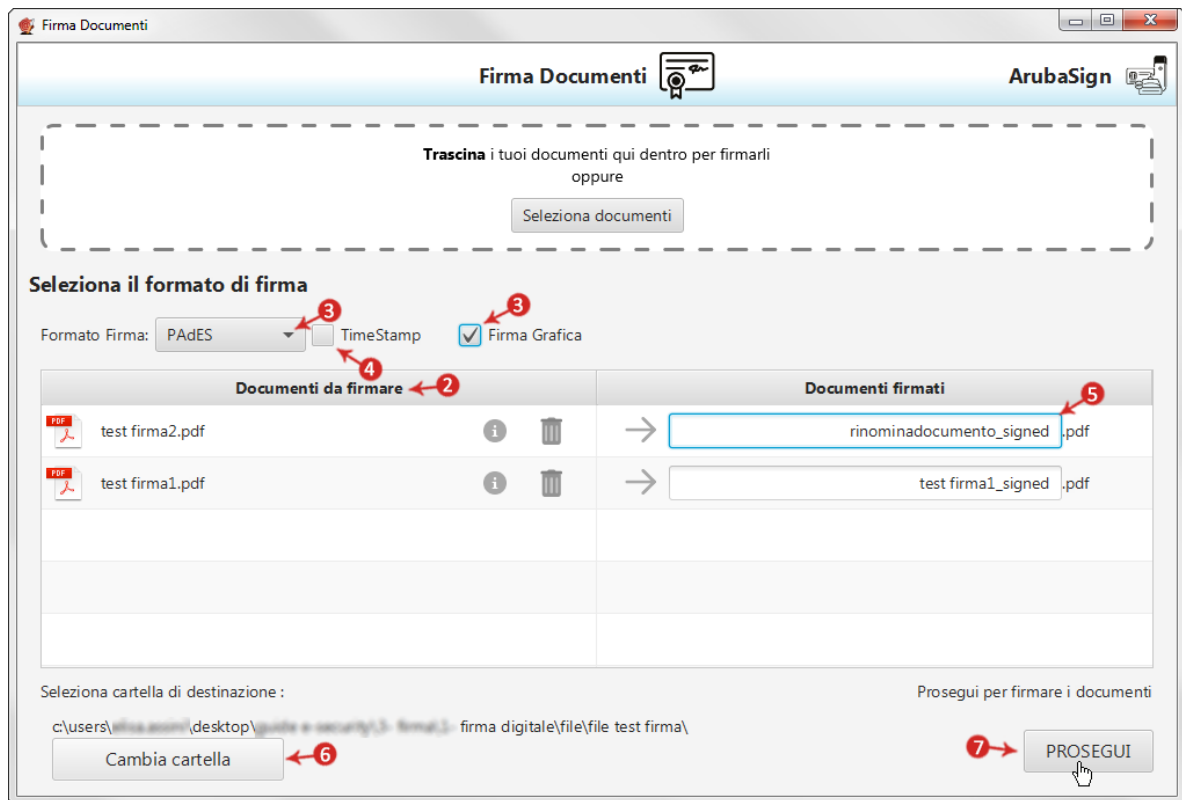 Firma Documenti
Firma Documenti
ArubaSign
Trascina i tuoi documenti qui dentro per firmarli
oppure
Seleziona documenti
Seleziona il formato di firma
3 3
Formato Firma: PAdES TimeStamp Firma Grafica
4
Documenti da firmare 2 Documenti firmati
5
PDF test firma2.pdf i rinominadocumento_signed .pdf
PDF test firma1.pdf i test firma1_signed .pdf
Seleziona cartella di destinazione : Prosegui per firmare i documenti
c:\users\ \desktop\ firma digitale\file\file test firma\
Cambia cartella 6 7 PROSEGUI